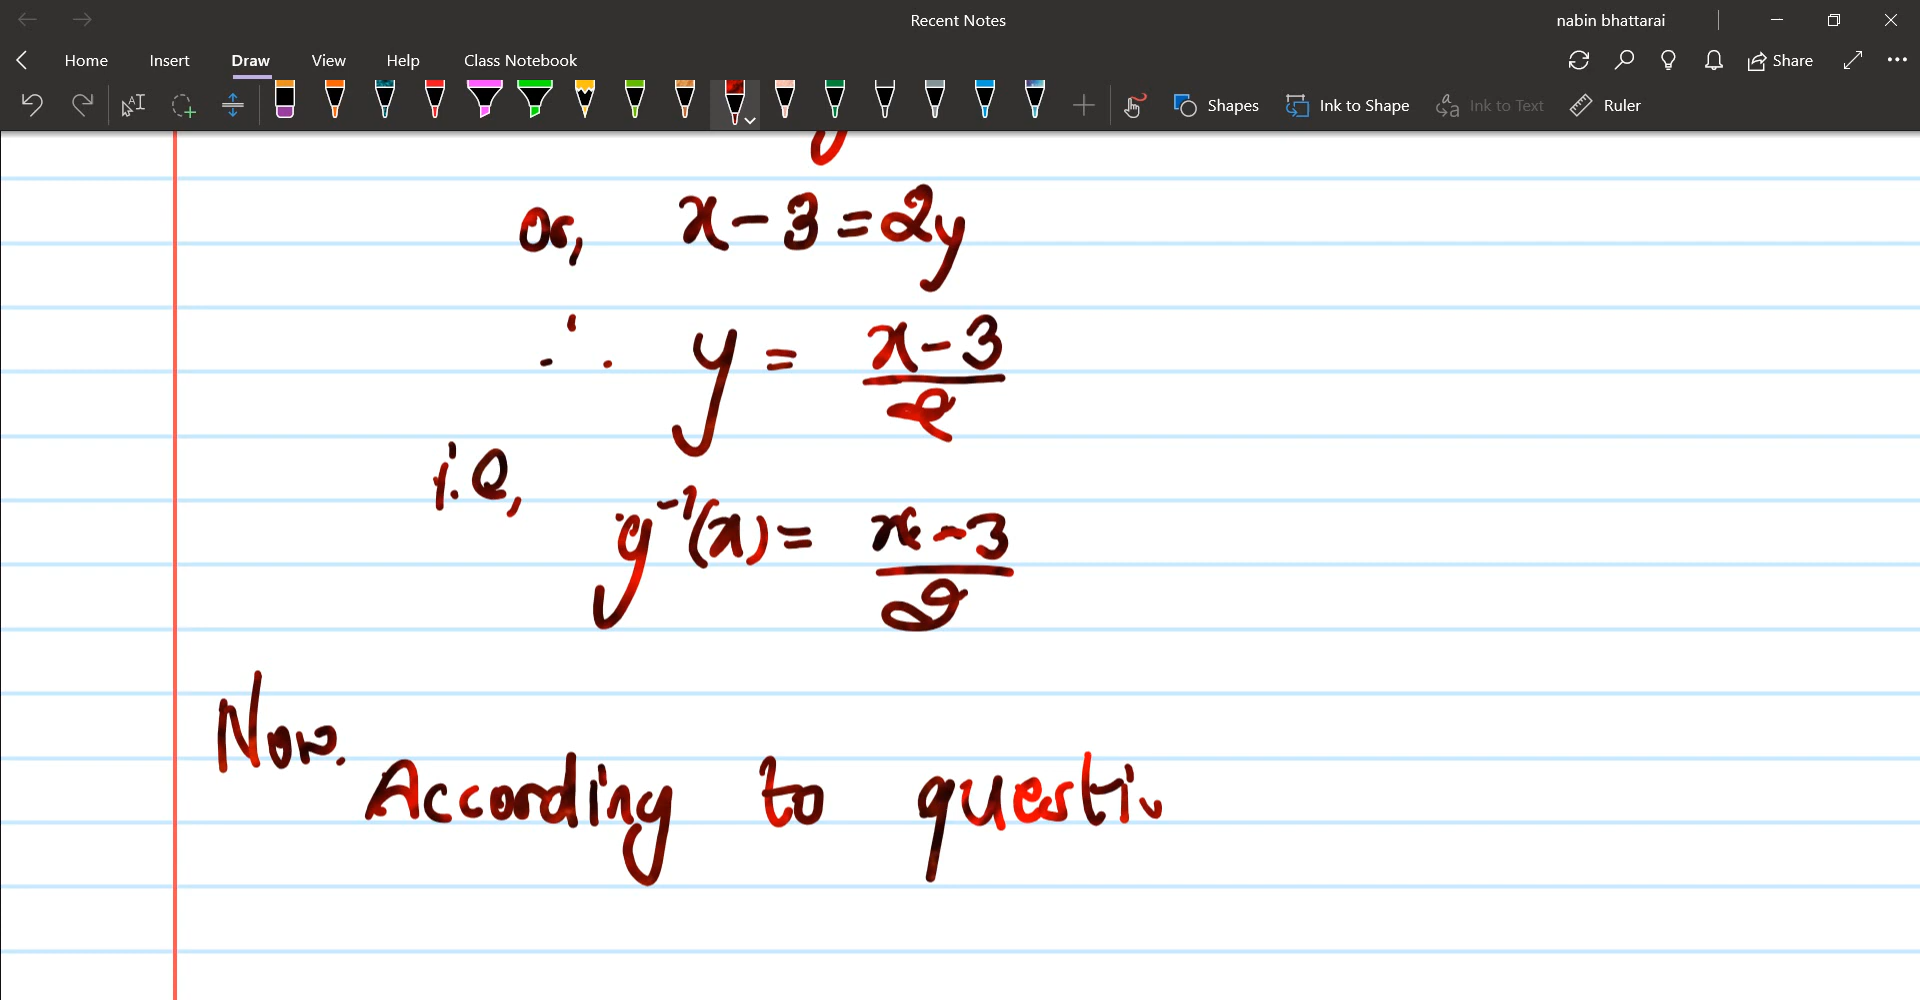 Recent Notes
nabin bhattarai
Home Insert Draw View Help Class Notebook Share
Shapes Ink to Shape Ink to Text Ruler
or, x - 3 = 2y
∴ y = (x - 3)/2
i.e, g⁻¹(x) = (x - 3)/2
Now.
According to questi